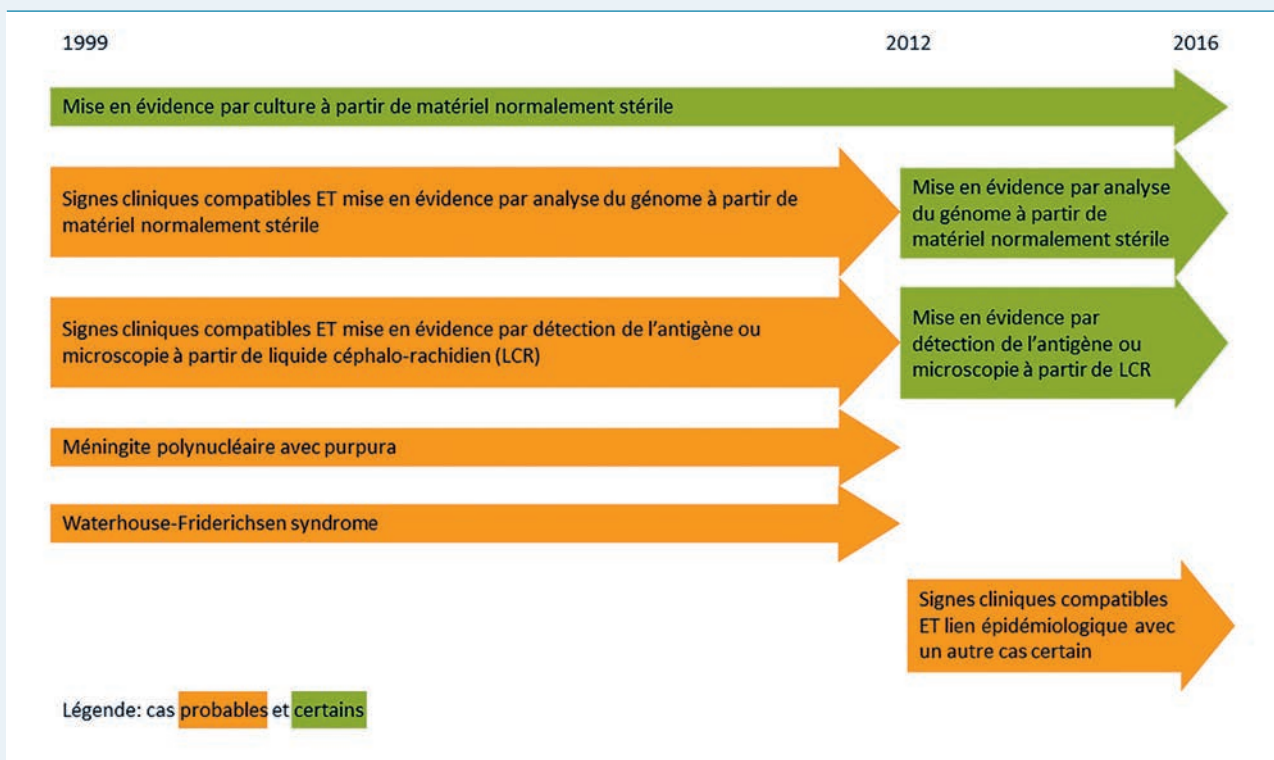 1999
2012
2016
Mise en évidence par culture à partir de matériel normalement stérile
Signes cliniques compatibles ET mise en évidence par analyse du génome à partir de
matériel normalement stérile
Mise en évidence par analyse
du génome à partir de
matériel normalement stérile
Signes cliniques compatibles ET mise en évidence par détection de l'antigène ou
microscopie à partir de liquide céphalo-rachidien (LCR)
Mise en évidence par
détection de l'antigène ou
microscopie à partir de LCR
Méningite polynucléaire avec purpura
Waterhouse-Friderichsen syndrome
Signes cliniques compatibles
ET lien épidémiologique avec
un autre cas certain
Légende: cas probables et certains